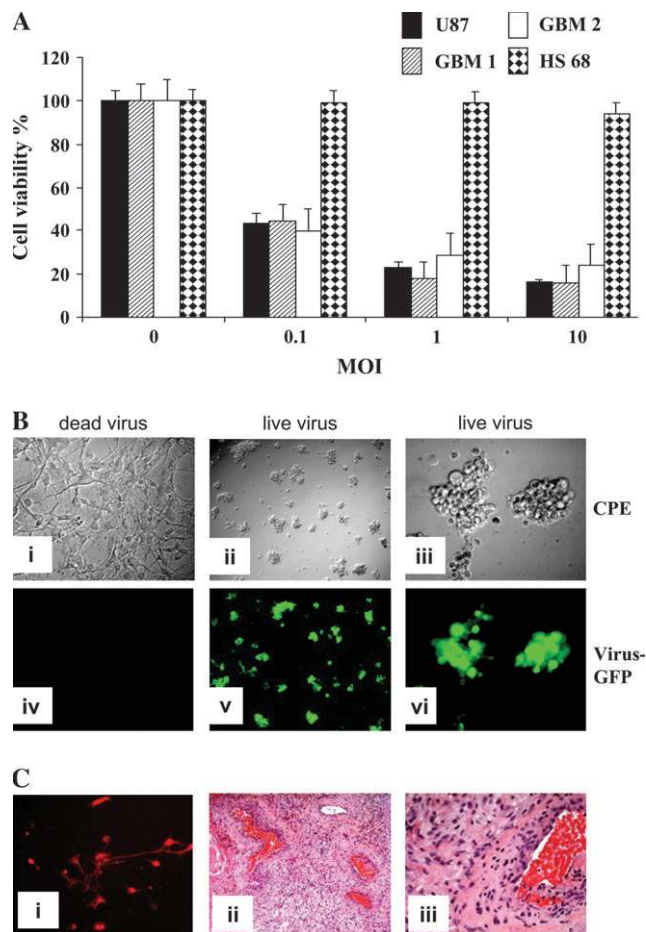 A
U87
GBM 2
GBM 1
HS 68
Cell viability %
120
100
80
60
40
20
0
0
0.1
1
10
MOI
B
dead virus
live virus
live virus
i
ii
iii
CPE
iv
v
vi
Virus-
GFP
C
i
ii
iii